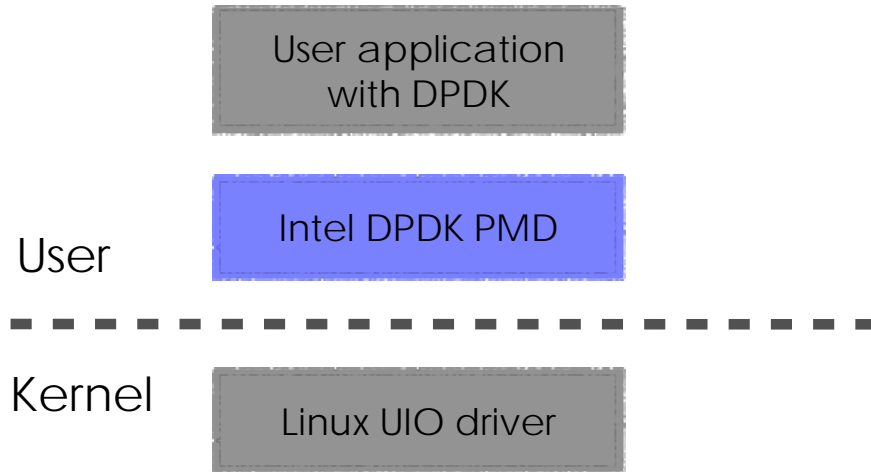 User application
with DPDK
Intel DPDK PMD
User
Kernel
Linux UIO driver